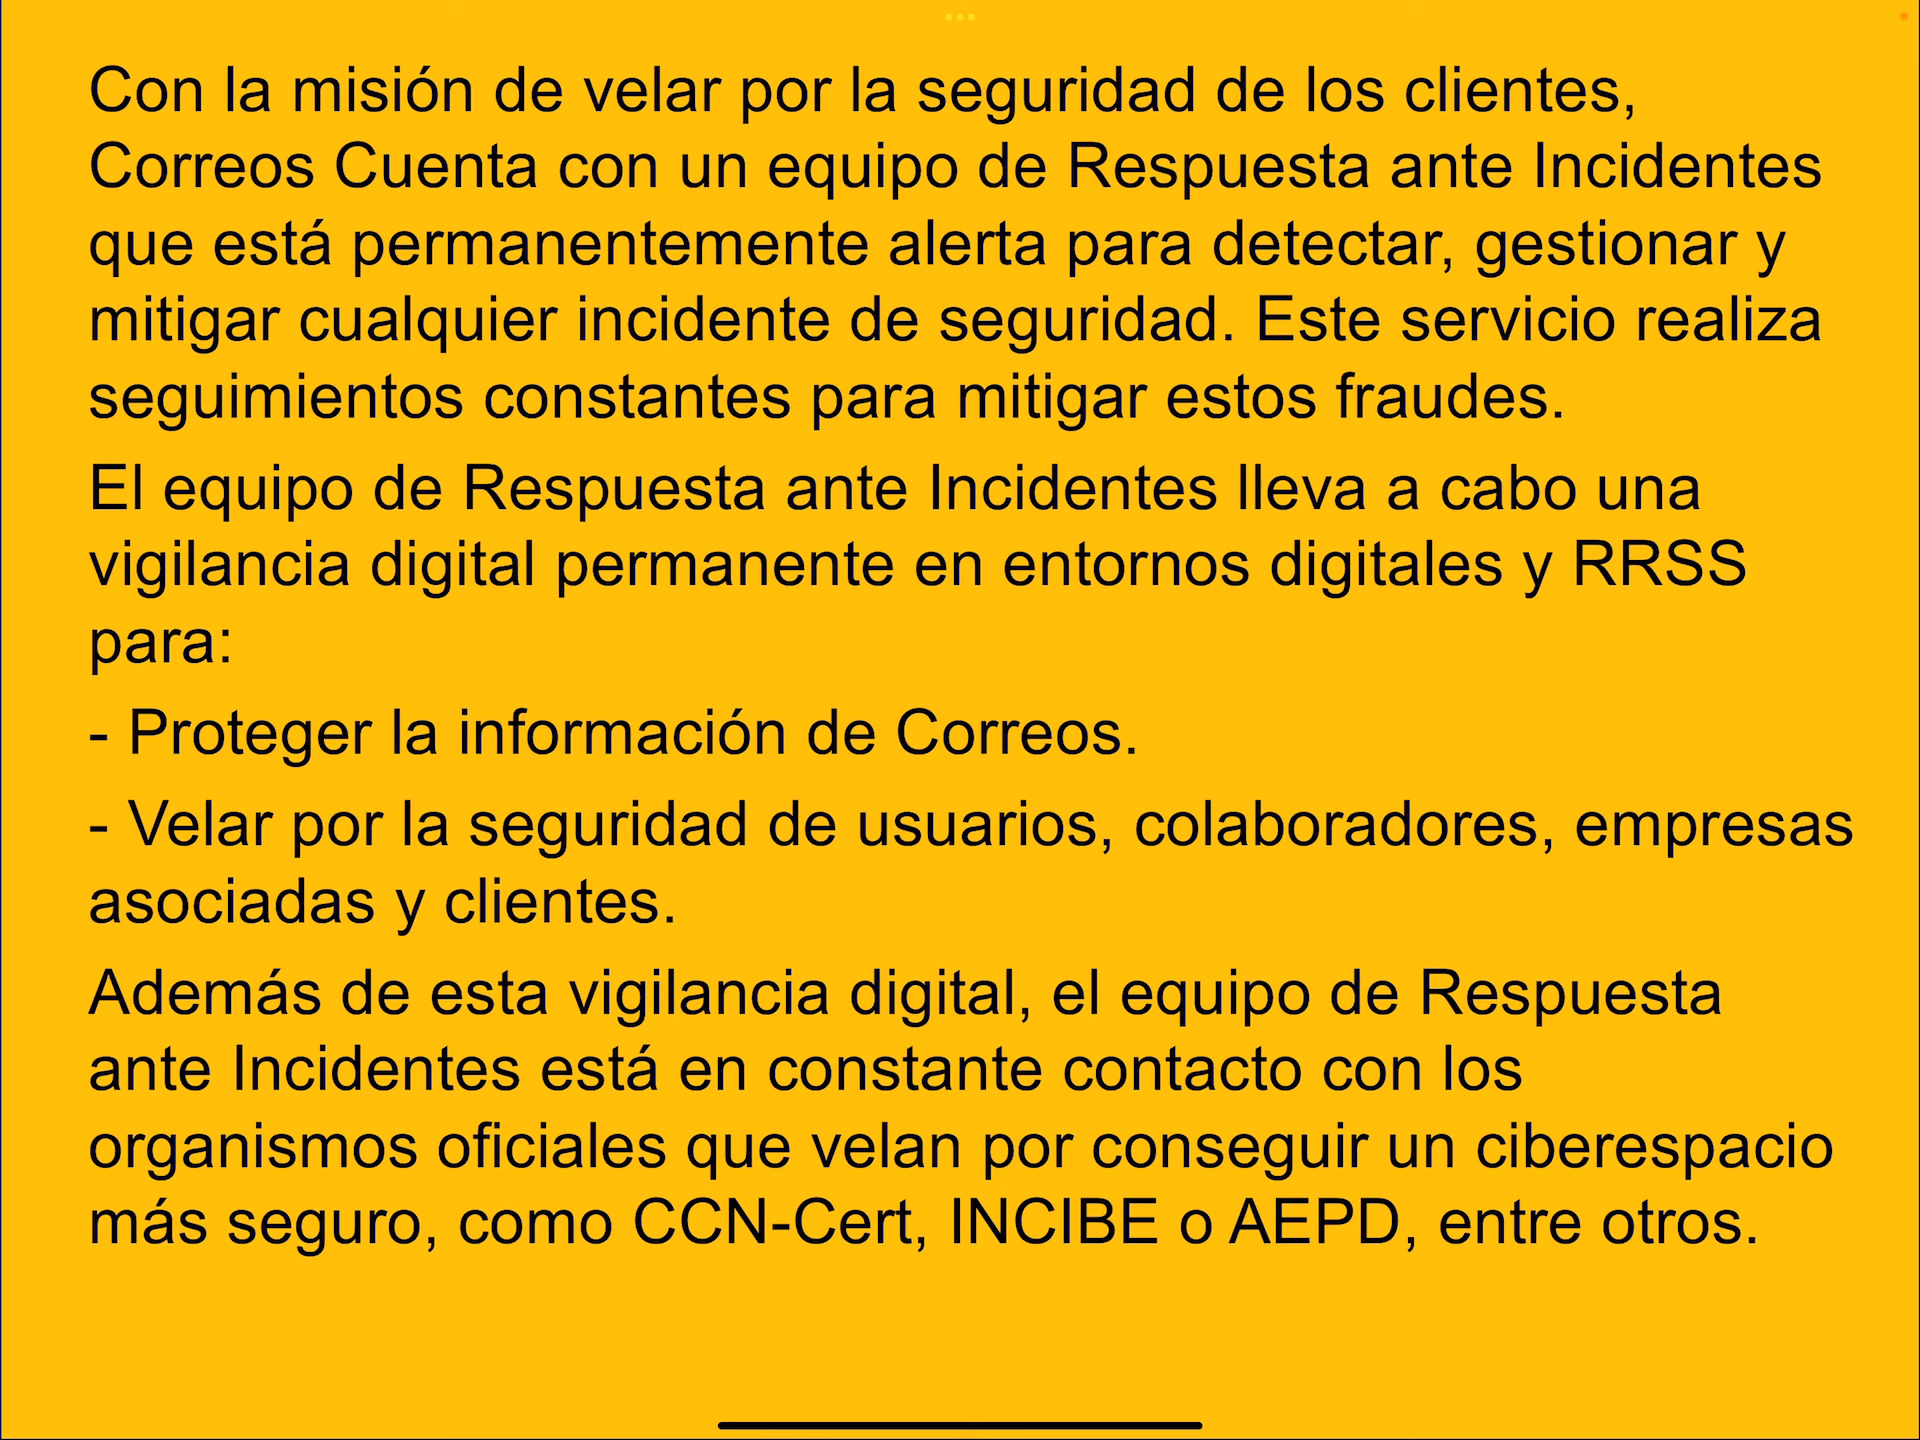 Con la misión de velar por la seguridad de los clientes,
Correos Cuenta con un equipo de Respuesta ante Incidentes
que está permanentemente alerta para detectar, gestionar y
mitigar cualquier incidente de seguridad. Este servicio realiza
seguimientos constantes para mitigar estos fraudes.
El equipo de Respuesta ante Incidentes lleva a cabo una
vigilancia digital permanente en entornos digitales y RRSS
para:
- Proteger la información de Correos.
- Velar por la seguridad de usuarios, colaboradores, empresas
asociadas y clientes.
Además de esta vigilancia digital, el equipo de Respuesta
ante Incidentes está en constante contacto con los
organismos oficiales que velan por conseguir un ciberespacio
más seguro, como CCN-Cert, INCIBE o AEPD, entre otros.